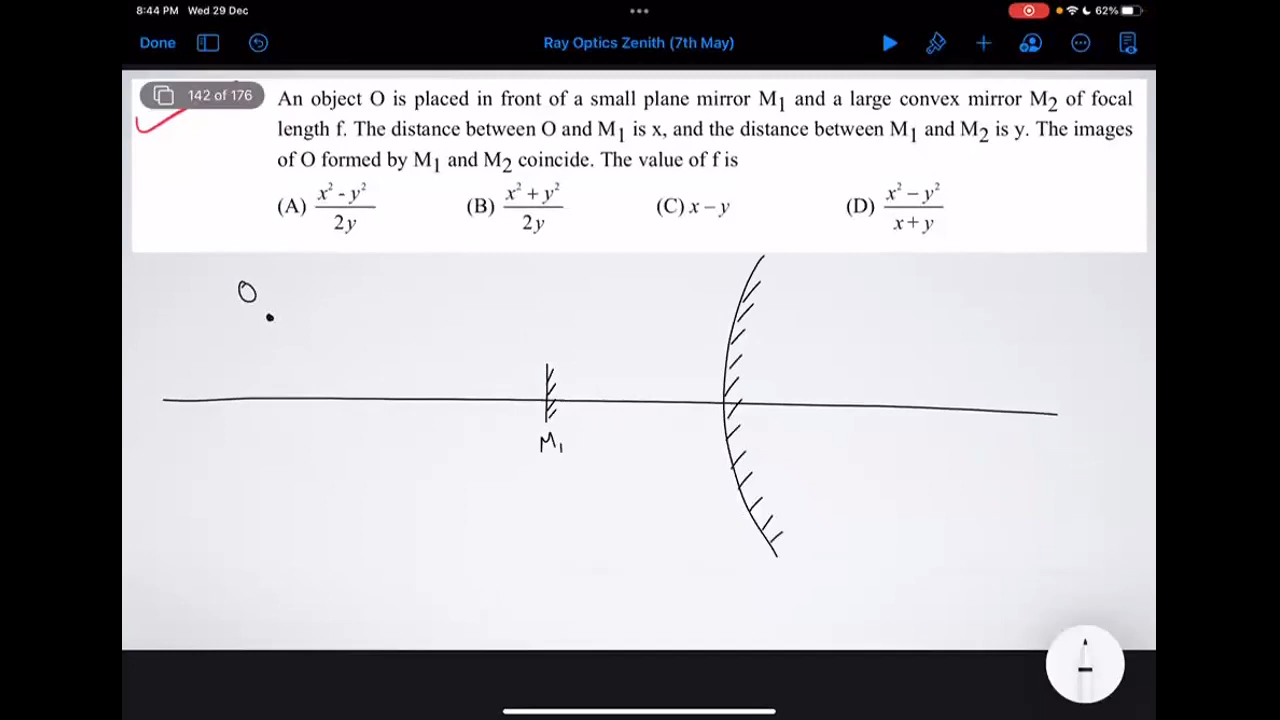 8:44 PM Wed 29 Dec
62%
Done
Ray Optics Zenith (7th May)
142 of 176
An object O is placed in front of a small plane mirror M₁ and a large convex mirror M₂ of focal
length f. The distance between O and M₁ is x, and the distance between M₁ and M₂ is y. The images
of O formed by M₁ and M₂ coincide. The value of f is
(A) x² - y² / 2y (B) x² + y² / 2y (C) x – y (D) x² – y² / x + y
O
M₁